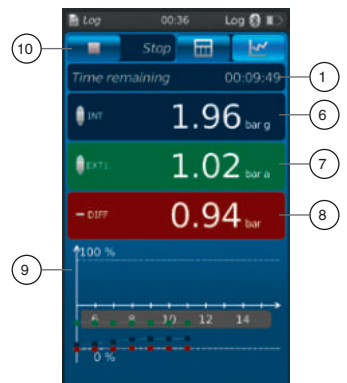 Log 00:36 Log
10 Stop
Time remaining 00:09:49 1
INT 1.96 bar g 6
EXT1 1.02 bar a 7
DIFF 0.94 bar 8
100 %
9
6 8 10 12 14
0 %